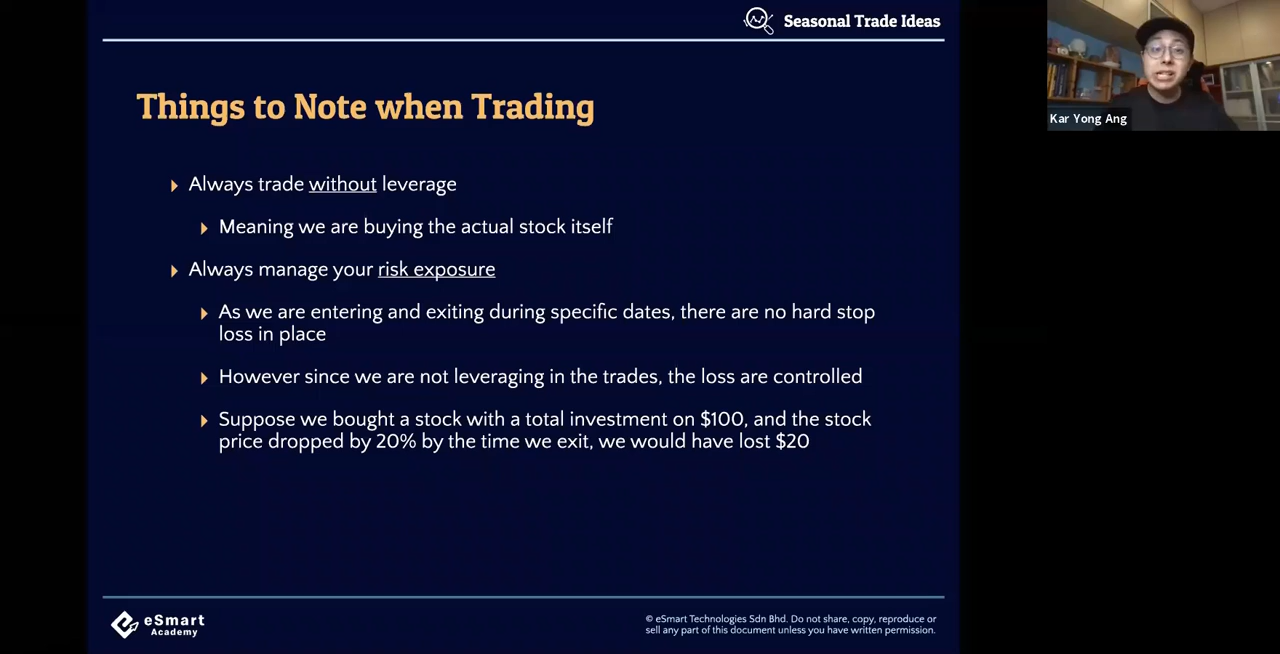 Seasonal Trade Ideas
Kar Yong Ang
Things to Note when Trading
Always trade without leverage
Meaning we are buying the actual stock itself
Always manage your risk exposure
As we are entering and exiting during specific dates, there are no hard stop
loss in place
However since we are not leveraging in the trades, the loss are controlled
Suppose we bought a stock with a total investment on $100, and the stock
price dropped by 20% by the time we exit, we would have lost $20
eSmart
Academy
© eSmart Technologies Sdn Bhd. Do not share, copy, reproduce or
sell any part of this document unless you have written permission.